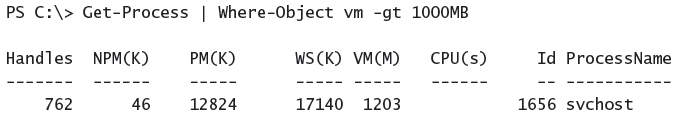 PS C:\> Get-Process | Where-Object vm -gt 1000MB
Handles NPM(K) PM(K) WS(K) VM(M) CPU(s) Id ProcessName
------- ------ ----- ----- ----- ------ -- -----------
762 46 12824 17140 1203 1656 svchost